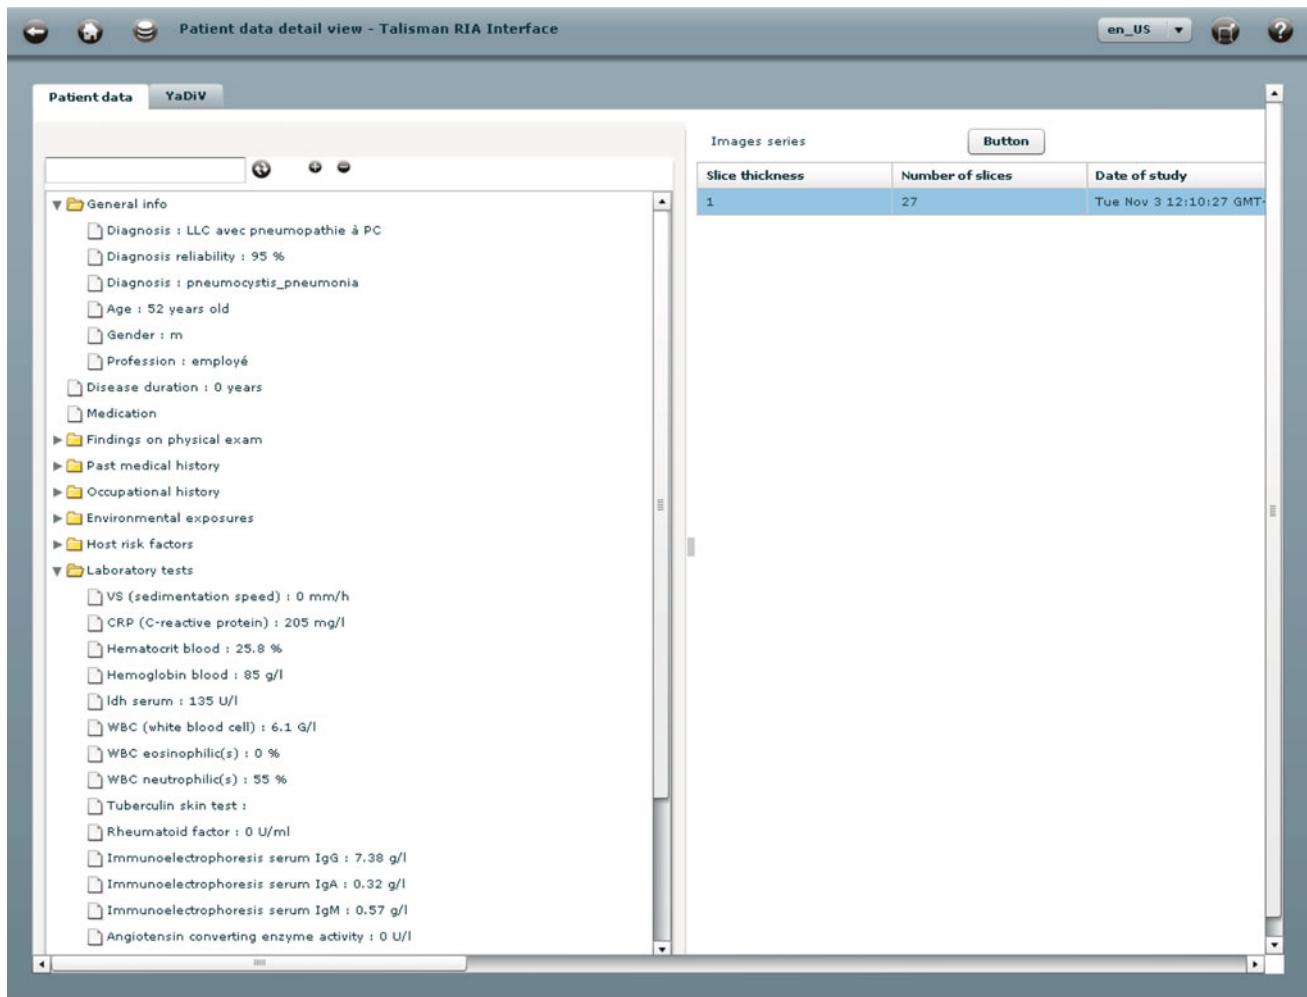 Patient data detail view - Talisman RIA Interface
en_US
Patient data
YaDiV
General info
Diagnosis : LLC avec pneumopathie à PC
Diagnosis reliability : 95 %
Diagnosis : pneumocystis_pneumonia
Age : 52 years old
Gender : m
Profession : employé
Disease duration : 0 years
Medication
Findings on physical exam
Past medical history
Occupational history
Environmental exposures
Host risk factors
Laboratory tests
VS (sedimentation speed) : 0 mm/h
CRP (C-reactive protein) : 205 mg/l
Hematocrit blood : 25.8 %
Hemoglobin blood : 85 g/l
ldh serum : 135 U/l
WBC (white blood cell) : 6.1 G/l
WBC eosinophilic(s) : 0 %
WBC neutrophilic(s) : 55 %
Tuberculin skin test :
Rheumatoid factor : 0 U/ml
Immunoelectrophoresis serum IgG : 7.38 g/l
Immunoelectrophoresis serum IgA : 0.32 g/l
Immunoelectrophoresis serum IgM : 0.57 g/l
Angiotensin converting enzyme activity : 0 U/l
Images series
Button
Slice thickness Number of slices Date of study
1 27 Tue Nov 3 12:10:27 GMT-